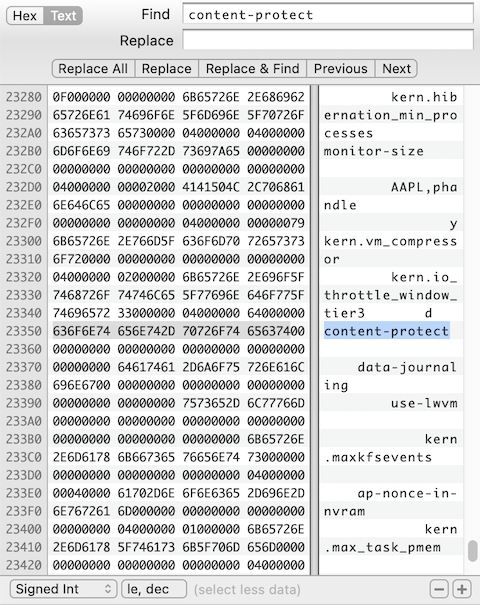 Hex Text Find content-protect
Replace
Replace All Replace Replace & Find Previous Next
23280 0F000000 00000000 6B65726E 2E686962 kern.hib
23290 65726E61 74696F6E 5F6D696E 5F70726F ernation_min_pro
232A0 63657373 65730000 04000000 04000000 cesses
232B0 6D6F6E69 746F722D 73697A65 00000000 monitor-size
232C0 00000000 00000000 00000000 00000000
232D0 04000000 00002000 4141504C 2C706861 AAPL,pha
232E0 6E646C65 00000000 00000000 00000000 ndle
232F0 00000000 00000000 04000000 00000079 y
23300 6B65726E 2E766D5F 636F6D70 72657373 kern.vm_compress
23310 6F720000 00000000 00000000 00000000 or
23320 04000000 02000000 6B65726E 2E696F5F kern.io_
23330 7468726F 74746C65 5F77696E 646F775F throttle_window_
23340 74696572 33000000 04000000 64000000 tier3 d
23350 636F6E74 656E742D 70726F74 65637400 content-protect
23360 00000000 00000000 00000000 00000000
23370 00000000 64617461 2D6A6F75 726E616C data-journal
23380 696E6700 00000000 00000000 00000000 ing
23390 00000000 00000000 7573652D 6C77766D use-lwvm
233A0 00000000 00000000 00000000 00000000
233B0 00000000 00000000 00000000 6B65726E kern
233C0 2E6D6178 6B667365 76656E74 73000000 .maxkfsevents
233D0 00000000 00000000 00000000 04000000
233E0 00040000 61702D6E 6F6E6365 2D696E2D ap-nonce-in-
233F0 6E767261 6D000000 00000000 00000000 nvram
23400 00000000 04000000 01000000 6B65726E kern
23410 2E6D6178 5F746173 6B5F706D 656D0000 .max_task_pmem
23420 00000000 00000000 00000000 04000000
Signed Int le, dec (select less data)